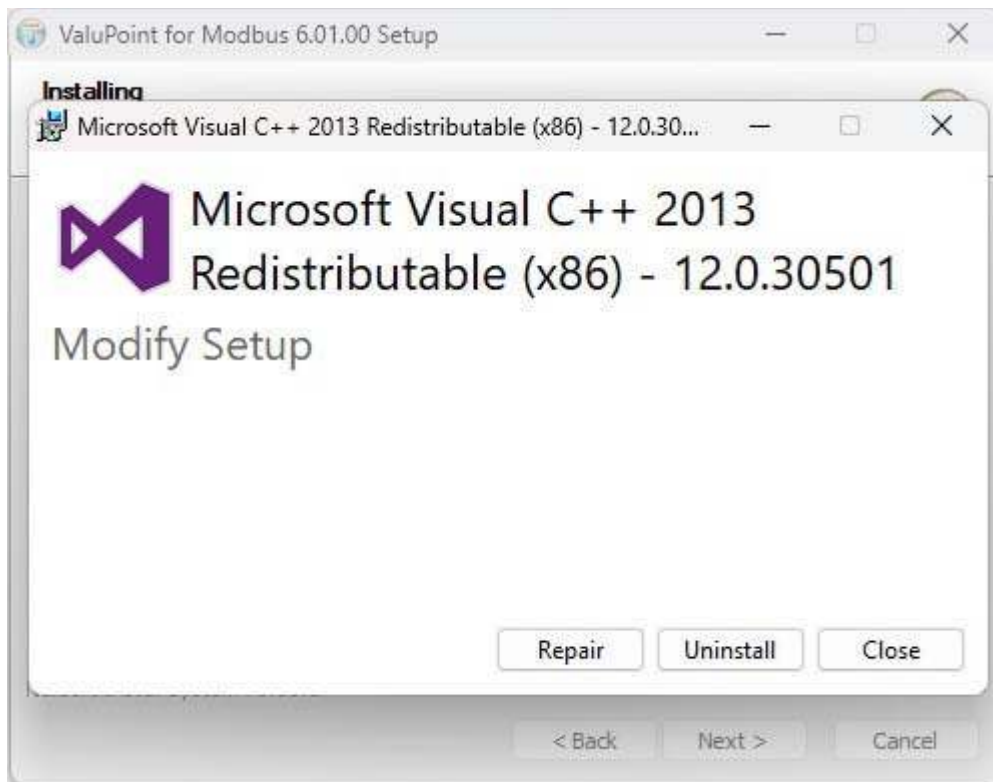 ValuPoint for Modbus 6.01.00 Setup
Installing
Microsoft Visual C++ 2013 Redistributable (x86) - 12.0.30...
Microsoft Visual C++ 2013
Redistributable (x86) - 12.0.30501
Modify Setup
Repair Uninstall Close
< Back Next > Cancel